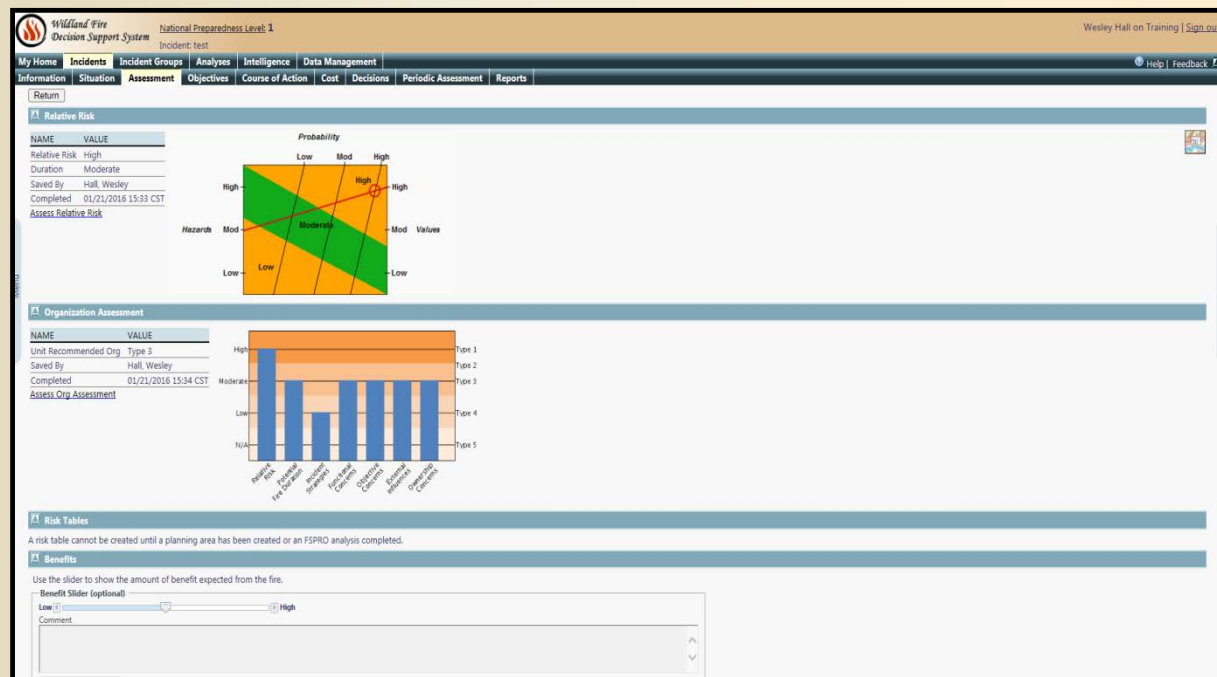 Wildland Fire
Decision Support System
National Preparedness Level: 1
Incident: test
Wesley Hall on Training | Sign ou
My Home Incidents Incident Groups Analyses Intelligence Data Management
Help | Feedback
Information Situation Assessment Objectives Course of Action Cost Decisions Periodic Assessment Reports
Return
Relative Risk
NAME VALUE
Relative Risk High
Duration Moderate
Saved By Hall, Wesley
Completed 01/21/2016 15:33 CST
Assess Relative Risk
Probability
Low Mod High
High High High
Hazards Mod Moderate Mod Values
Low Low Low
Menu
Organization Assessment
NAME VALUE
Unit Recommended Org Type 3
Saved By Hall, Wesley
Completed 01/21/2016 15:34 CST
Assess Org Assessment
High Type 1
Type 2
Moderate Type 3
Low Type 4
N/A Type 5
Relative Risk
Potential Fire Duration
Incident Strategies
Functional Concerns
Objective Concerns
External Influences
Ownership Concerns
Risk Tables
A risk table cannot be created until a planning area has been created or an FSPRO analysis completed.
Benefits
Use the slider to show the amount of benefit expected from the fire.
Benefit Slider (optional)
Low High
Comment